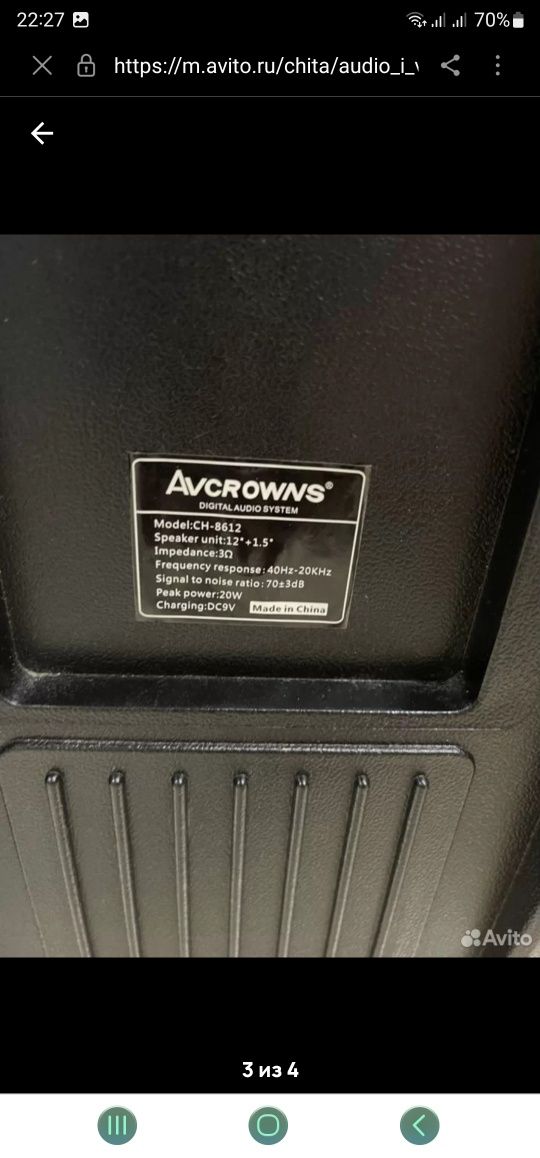 22:27
70%
https://m.avito.ru/chita/audio_i_v
AVCROWNS®
DIGITAL AUDIO SYSTEM
Model:CH-8612
Speaker unit:12"+1.5"
Impedance:3Ω
Frequency response:40Hz-20KHz
Signal to noise ratio:70±3dB
Peak power:20W
Charging:DC9V Made in China
Avito
3 из 4